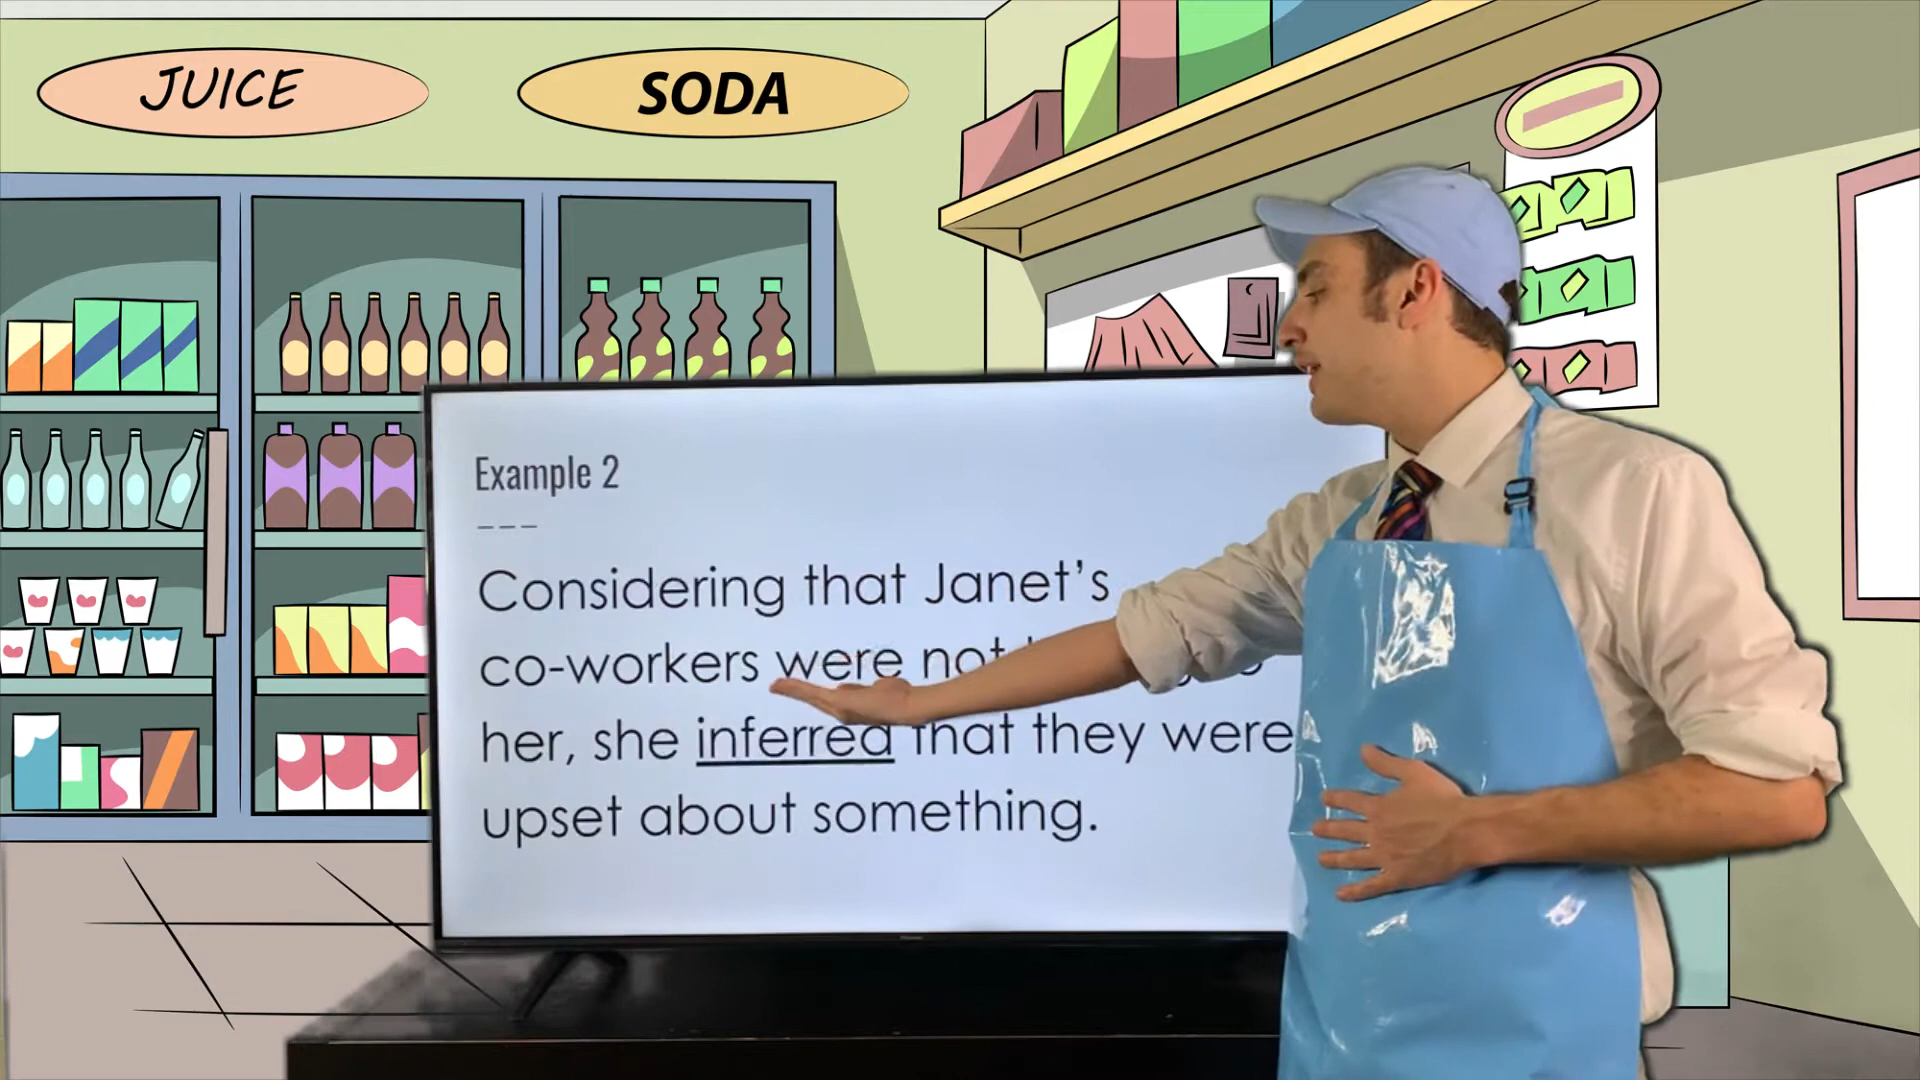 JUICE
SODA
Example 2
Considering that Janet's
co-workers were not
her, she inferred that they were
upset about something.